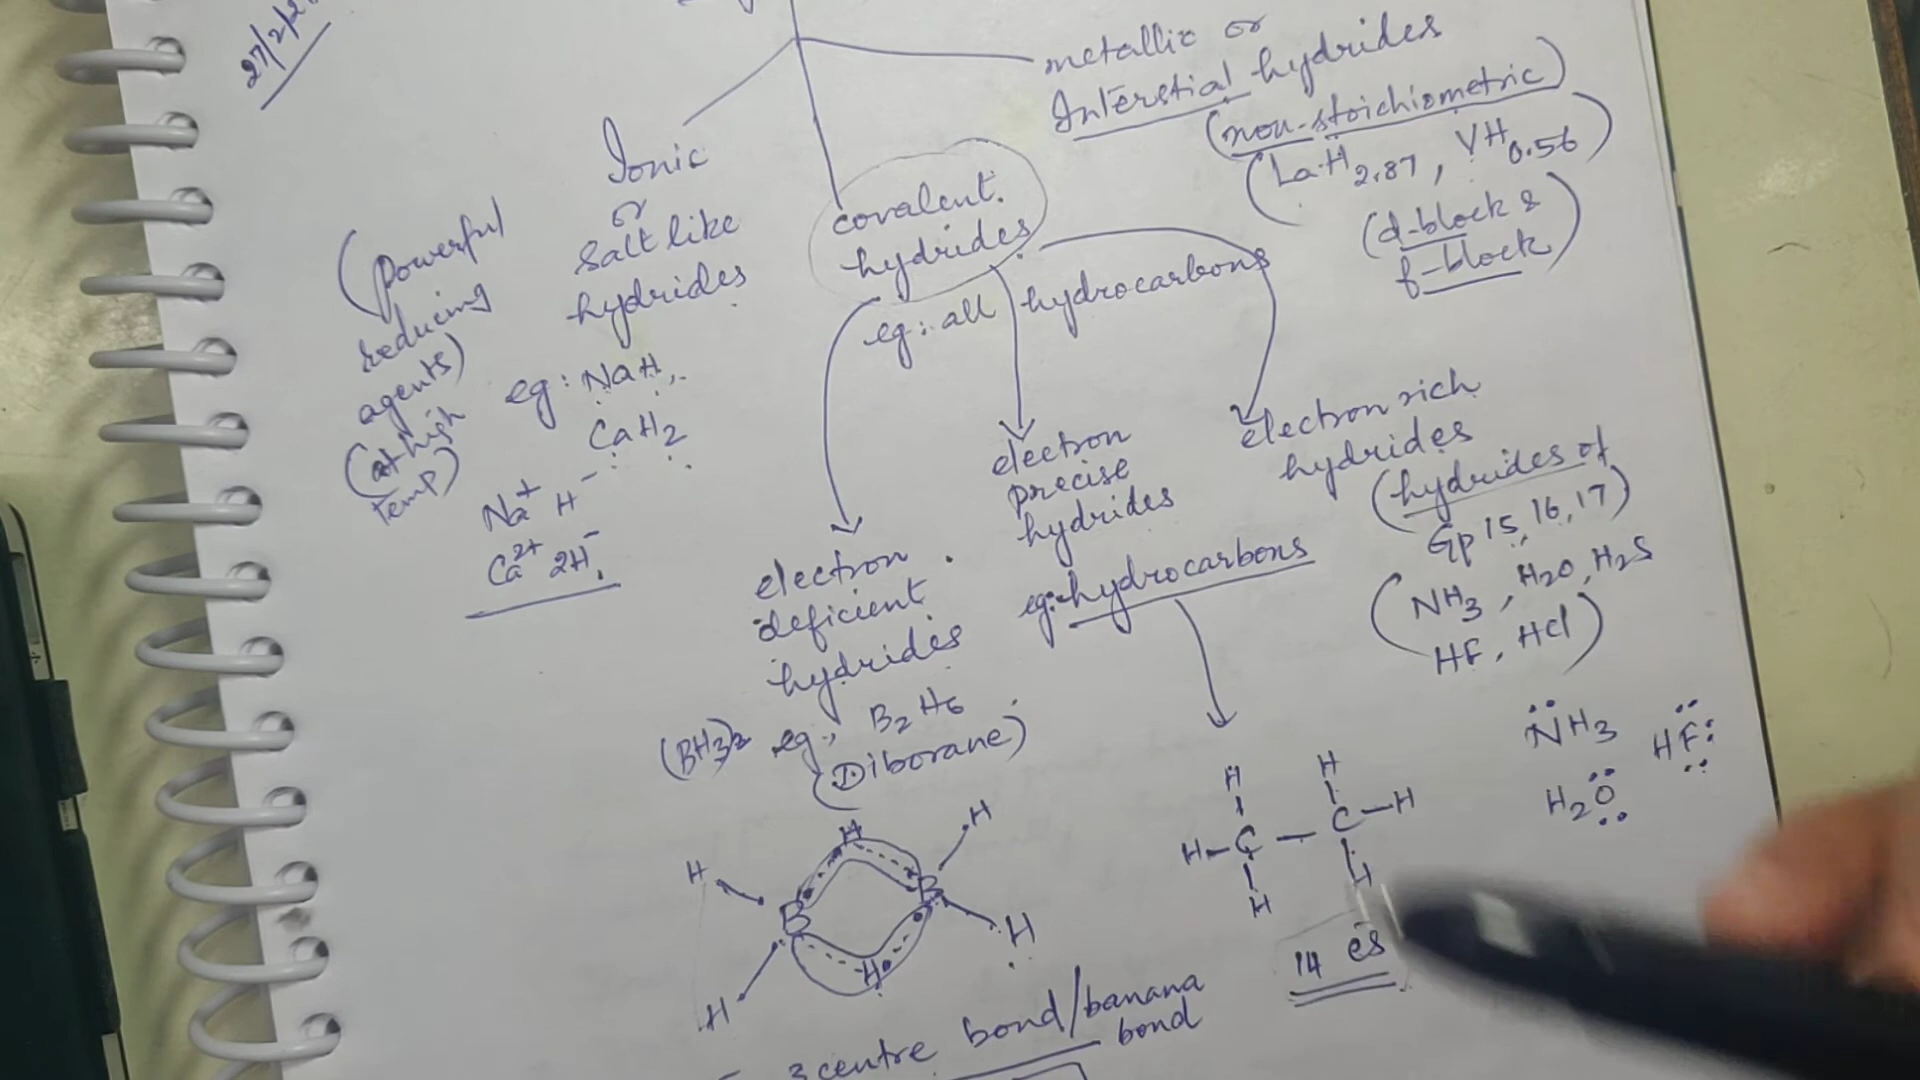 27/2/2
metallic or
Interstial hydrides
(non-stoichiometric)
(LaH2.87, VH0.56)
(d-block &
f-block)
Ionic
or
Salt like
hydrides
(powerful
reducing
agents)
(at high
temp)
eg: NaH,
CaH2
Na+ H-
Ca2+ 2H-
covalent
hydrides
eg: all hydrocarbons
electron
deficient
hydrides
eg; B2H6
(BH3)2
(Diborane)
electron
precise
hydrides
eg: hydrocarbons
electron rich
hydrides
(hydrides of
Gp 15, 16, 17)
(NH3, H2O, H2S
HF, HCl)
NH3
HF
H2O
H
H
H
B
B
H
H
H
H
H
C
H
H - C - C - H
H
H
14 es
3 centre bond/banana
bond